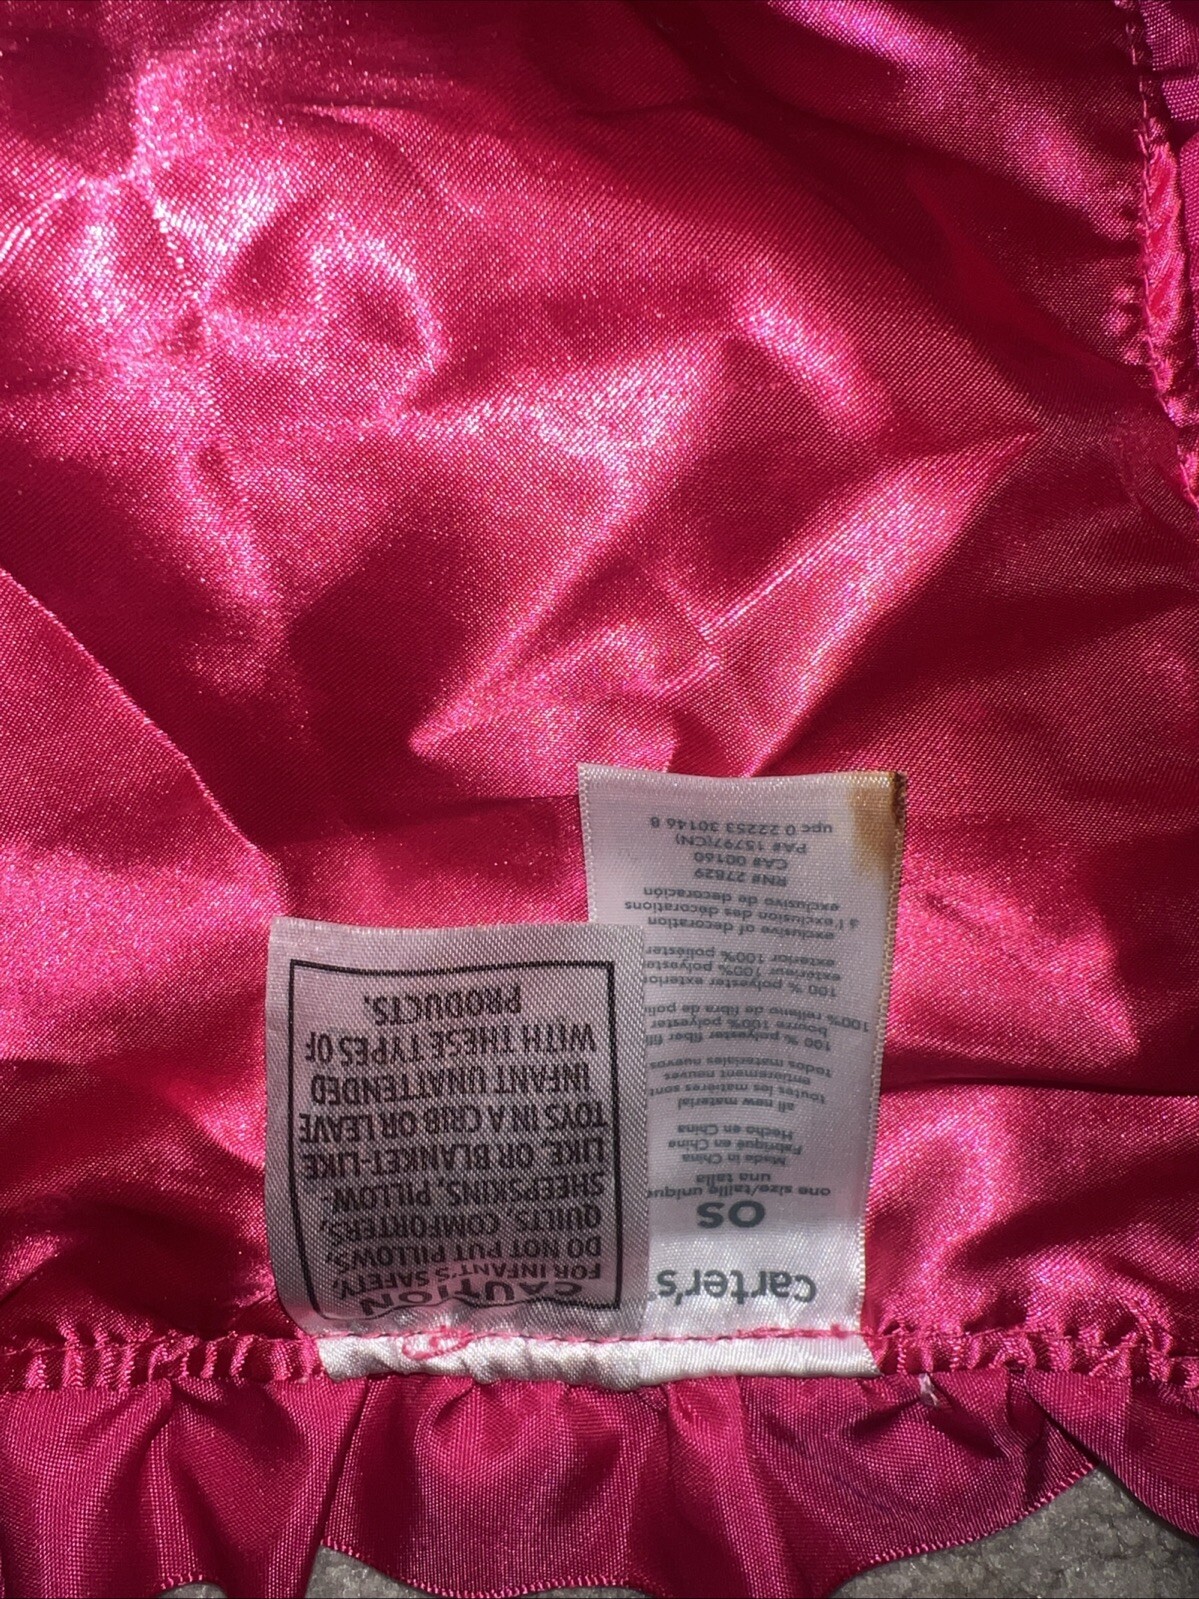 carter's
OS
one size/taille unique
una talla
Made in China
Fabriqué en Chine
Hecho en China
all new material
toutes les matières sont
entièrement neuves
todos materiales nuevos
100 % polyester fiber fill
bourre 100% polyester
100% relleno de fibra de polié
100 % polyester exterior
extérieur 100% polyester
exterior 100% poliéster
exclusive of decoration
à l'exclusion des décorations
exclusivo de decoración
RN# 27829
CA# 00160
PA# 15797(CN)
upc 0 22253 30146 8
CAUTION
FOR INFANT'S SAFETY,
DO NOT PUT PILLOWS,
QUILTS, COMFORTERS,
SHEEPSKINS, PILLOW-
LIKE, OR BLANKET-LIKE
TOYS IN A CRIB OR LEAVE
INFANT UNATTENDED
WITH THESE TYPES OF
PRODUCTS.